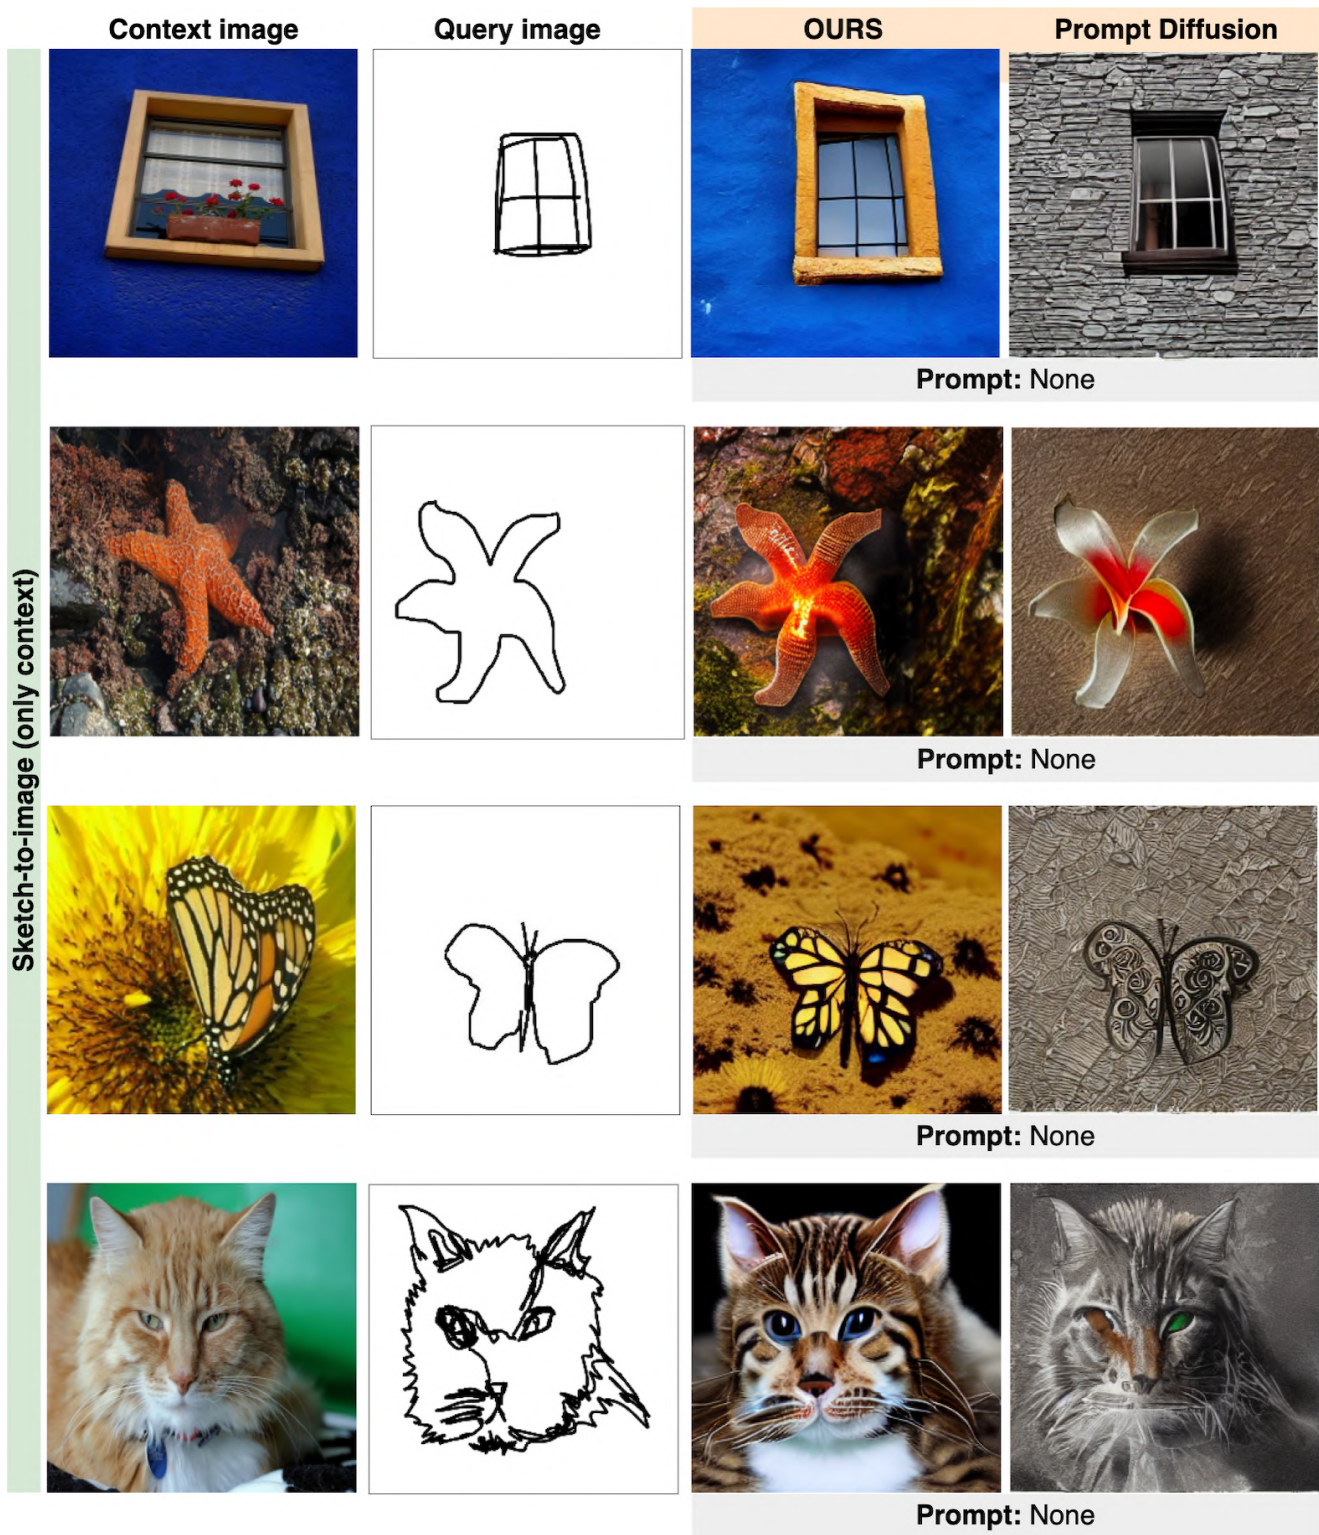 Context image
Query image
OURS
Prompt Diffusion
Sketch-to-image (only context)
Prompt: None
Prompt: None
Prompt: None
Prompt: None